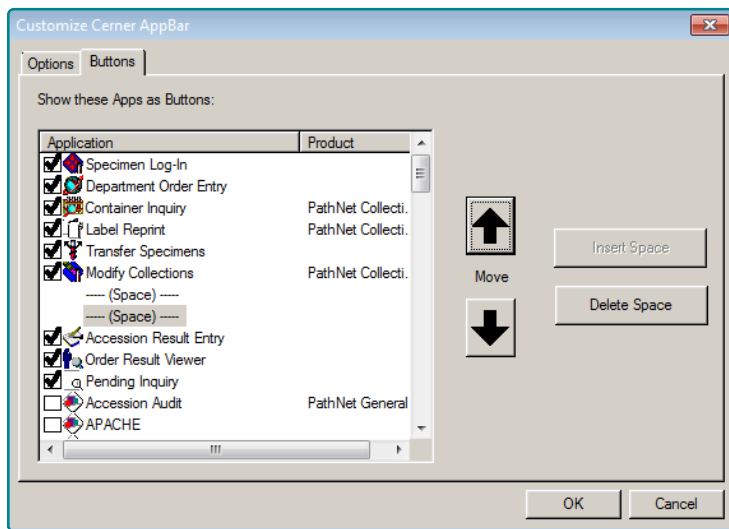 Customize Cerner AppBar
Options Buttons
Show these Apps as Buttons:
Application Product
Specimen Log-In
Department Order Entry
Container Inquiry PathNet Collecti.
Label Reprint PathNet Collecti.
Transfer Specimens
Modify Collections PathNet Collecti.
----- (Space) -----
----- (Space) -----
Accession Result Entry
Order Result Viewer
Pending Inquiry
Accession Audit PathNet General
APACHE
Move
Insert Space
Delete Space
OK Cancel